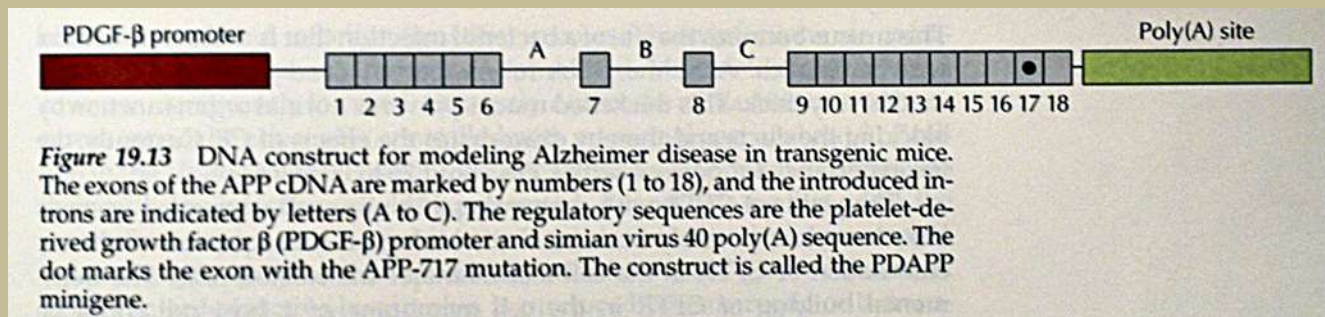 PDGF-β promoter
Poly(A) site
A B C
1 2 3 4 5 6 7 8 9 10 11 12 13 14 15 16 17 18
Figure 19.13 DNA construct for modeling Alzheimer disease in transgenic mice.
The exons of the APP cDNA are marked by numbers (1 to 18), and the introduced in-
trons are indicated by letters (A to C). The regulatory sequences are the platelet-de-
rived growth factor β (PDGF-β) promoter and simian virus 40 poly(A) sequence. The
dot marks the exon with the APP-717 mutation. The construct is called the PDAPP
minigene.